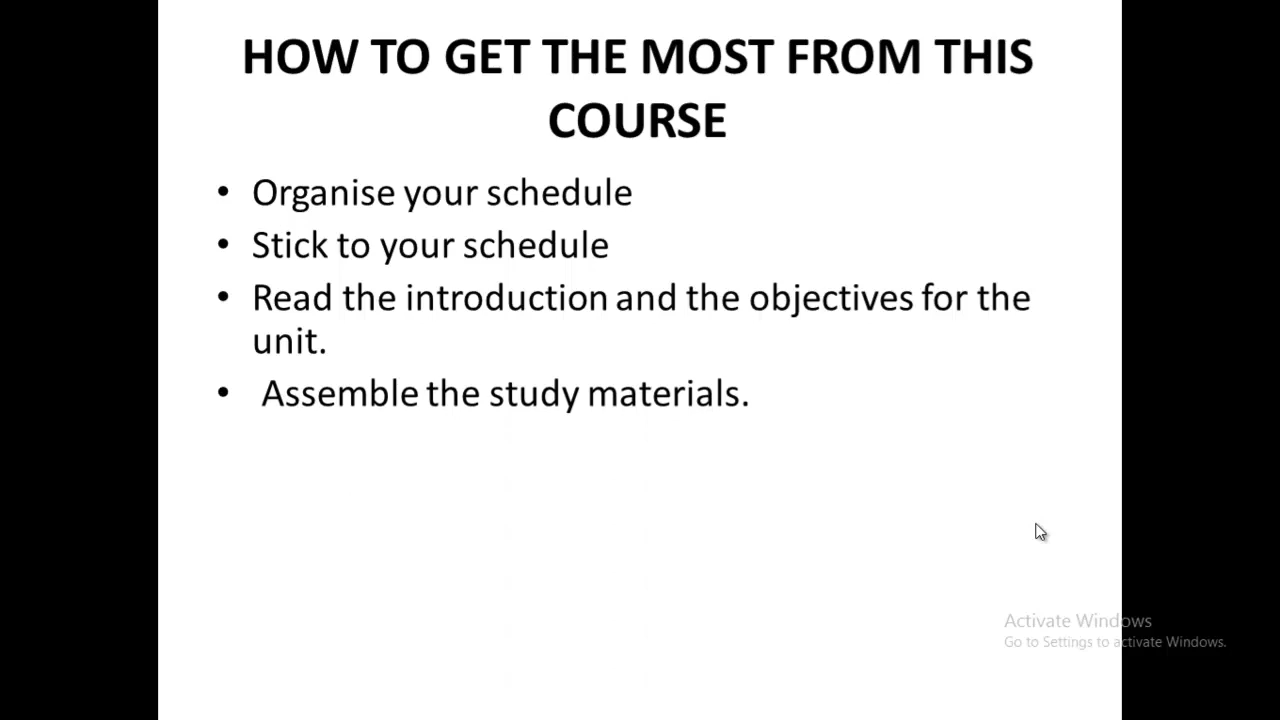 HOW TO GET THE MOST FROM THIS
COURSE
• Organise your schedule
• Stick to your schedule
• Read the introduction and the objectives for the
unit.
• Assemble the study materials.
Activate Windows
Go to Settings to activate Windows.